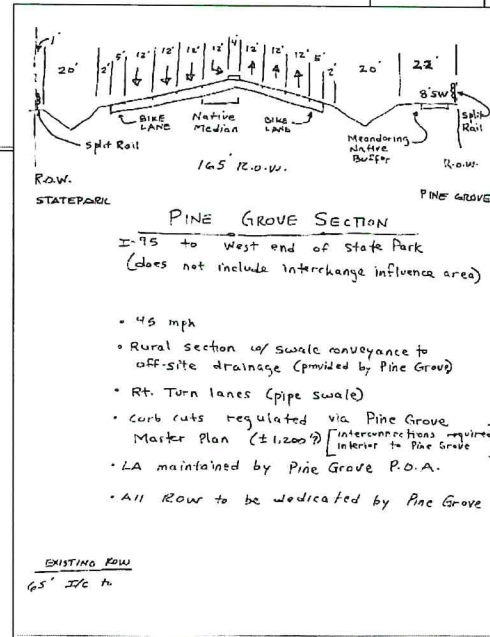 1'
20' 2' 5' 12' 12' 12' 12' 4' 12' 12' 12' 5' 2' 20' 22'
8' SW
Split Rail
BIKE LANE
Native Median
BIKE LANE
Meandering Native Buffer
Split Rail
165' R.O.W.
R.O.W.
R.O.W.
STATE PARK
PINE GROVE
PINE GROVE SECTION
I-95 to West end of State Park
(does not include interchange influence area)
• 45 mph
• Rural section w/ swale conveyance to
off-site drainage (provided by Pine Grove)
• Rt. Turn lanes (pipe swale)
• Curb cuts regulated via Pine Grove
Master Plan (±1,200') [interconnections required
interior to Pine Grove
• LA maintained by Pine Grove P.O.A.
• All ROW to be dedicated by Pine Grove
EXISTING ROW
65' I/C to